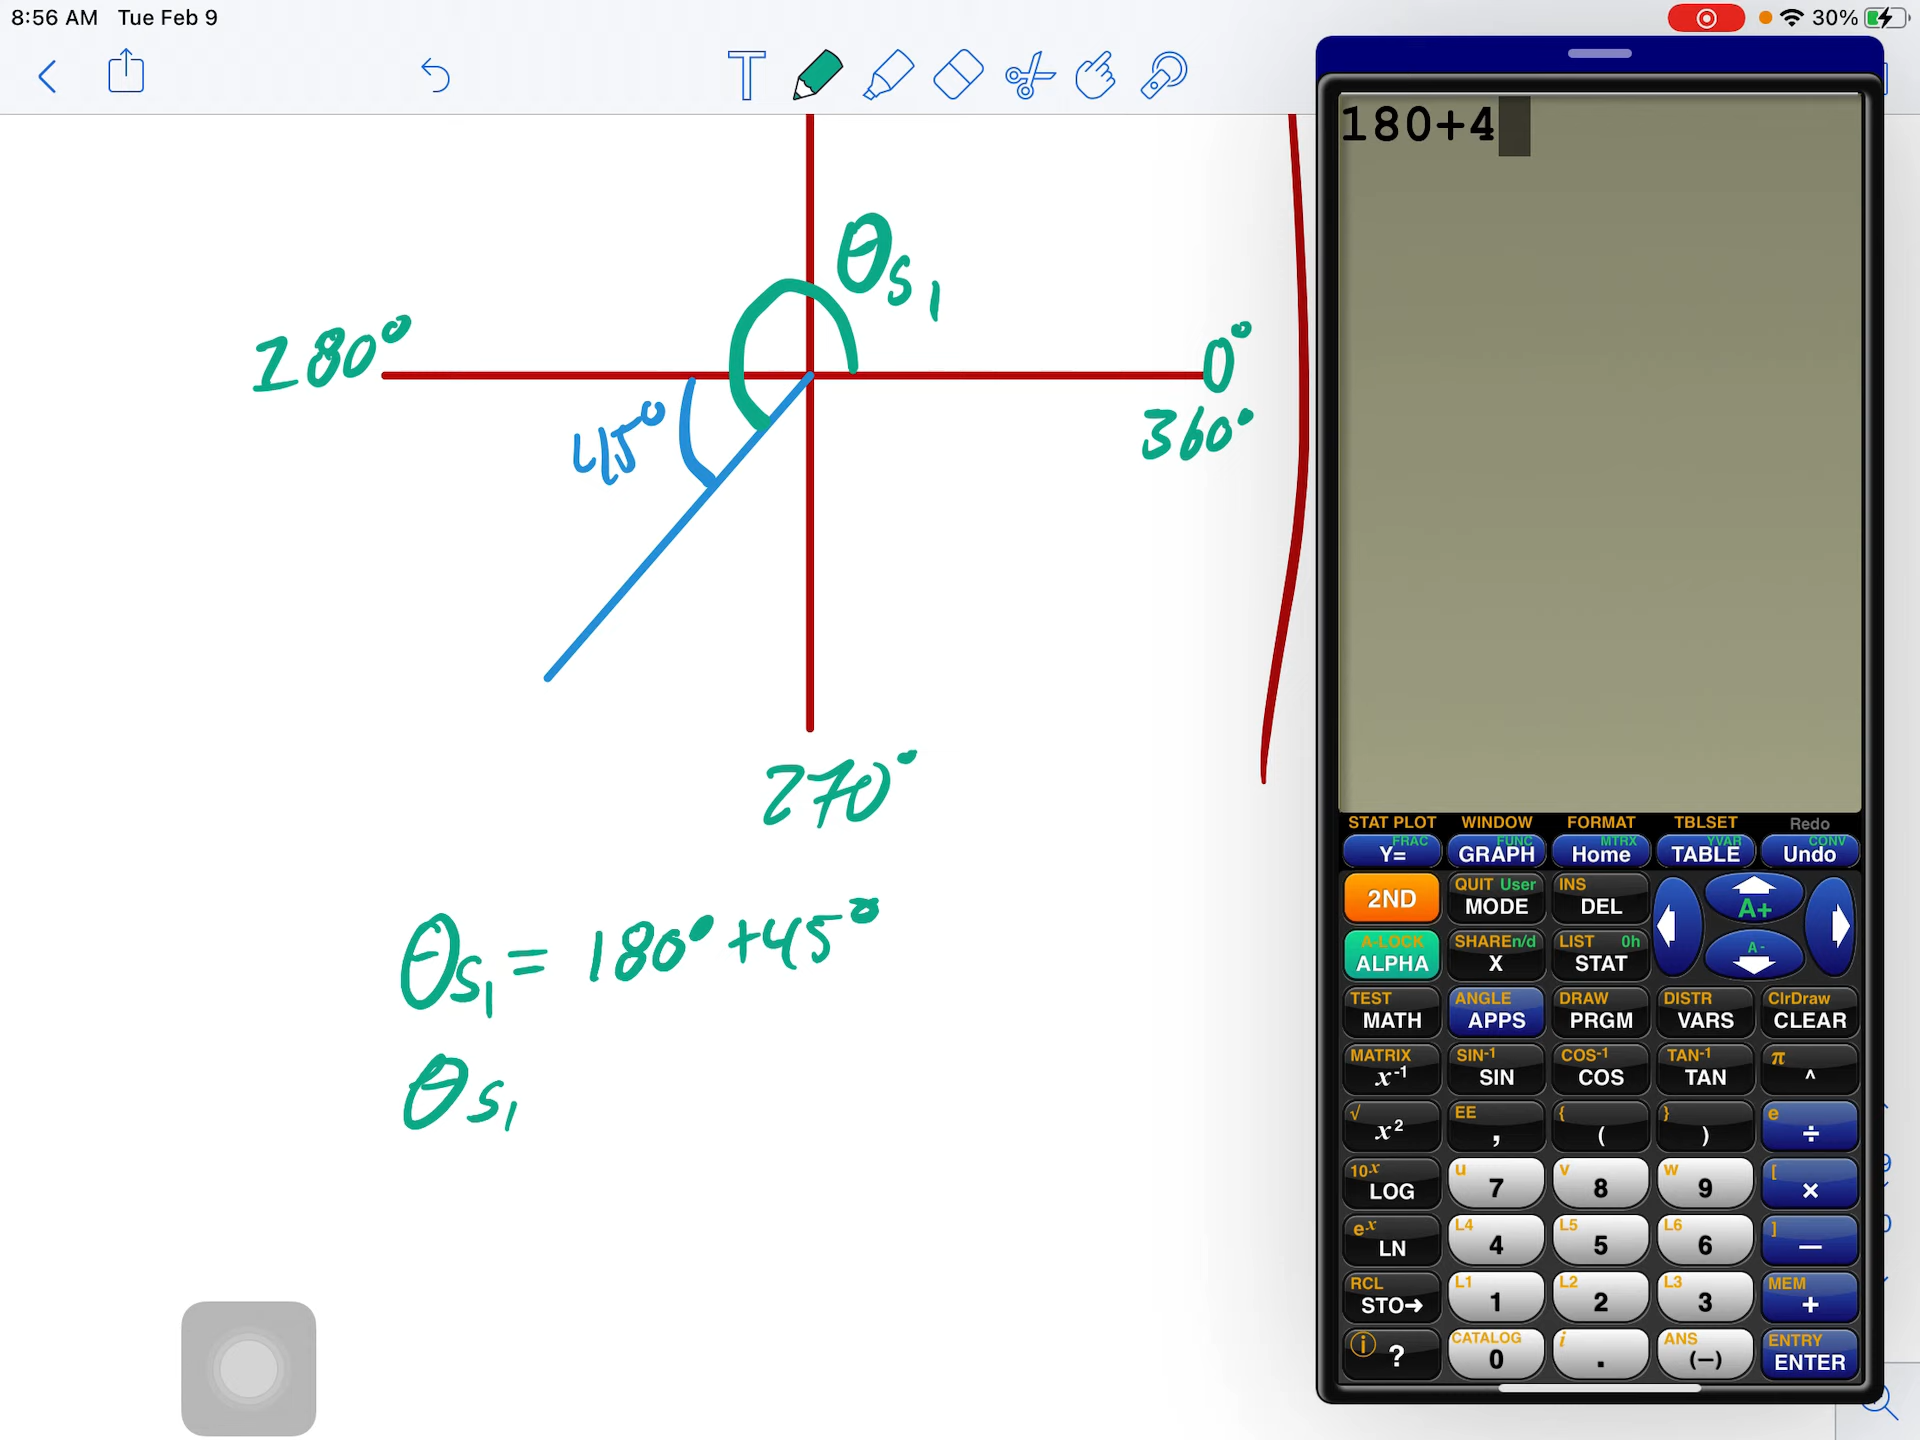 8:56 AM Tue Feb 9
30%
T
180+4
θS1
180°
0°
360°
45°
270°
θS1 = 180° + 45°
θS1
STAT PLOT WINDOW FORMAT TBLSET Redo
FRAC FUNC MTRX YVAR CONV
Y= GRAPH Home TABLE Undo
QUIT User INS
2ND MODE DEL A+
A-LOCK SHARE n/d LIST 0h A-
ALPHA X STAT
TEST ANGLE DRAW DISTR ClrDraw
MATH APPS PRGM VARS CLEAR
MATRIX SIN-1 COS-1 TAN-1 π
x-1 SIN COS TAN ^
√ EE { } e
x2 , ( ) ÷
10x u v w [
LOG 7 8 9 ×
ex L4 L5 L6 ]
LN 4 5 6 −
RCL L1 L2 L3 MEM
STO➔ 1 2 3 +
i CATALOG i ANS ENTRY
? 0 . (−) ENTER